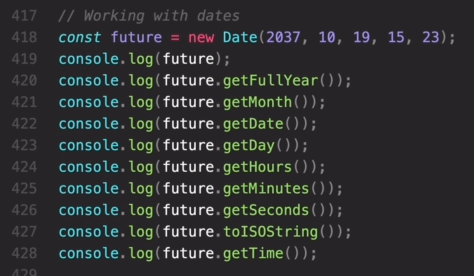 417 // Working with dates
418 const future = new Date(2037, 10, 19, 15, 23);
419 console.log(future);
420 console.log(future.getFullYear());
421 console.log(future.getMonth());
422 console.log(future.getDate());
423 console.log(future.getDay());
424 console.log(future.getHours());
425 console.log(future.getMinutes());
426 console.log(future.getSeconds());
427 console.log(future.toISOString());
428 console.log(future.getTime());
429